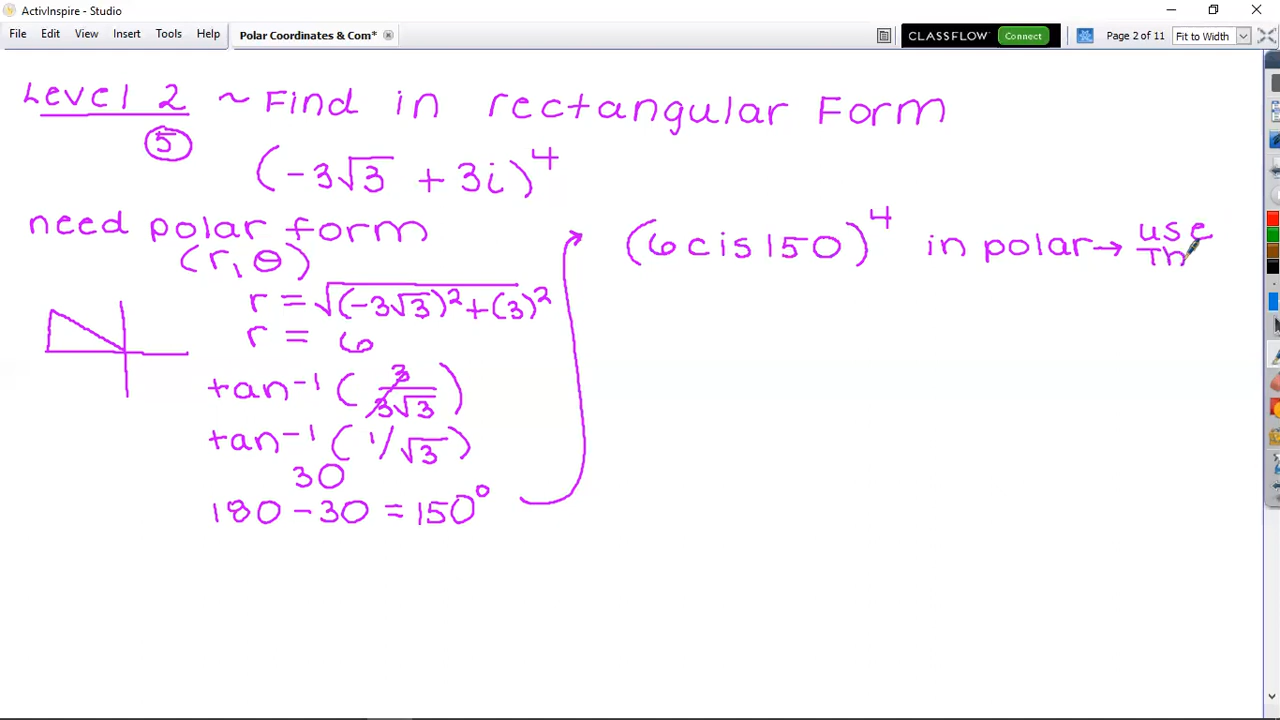 ActivInspire - Studio
File Edit View Insert Tools Help
Polar Coordinates & Com*
CLASSFLOW Connect
Page 2 of 11
Fit to Width
Level 2 ~ Find in rectangular Form
5
(-3√3 + 3i)^4
need polar form
(r, θ)
r = √(-3√3)²+(3)²
r = 6
tan⁻¹ (3/3√3)
tan⁻¹ (1/√3)
30
180 - 30 = 150°
(6cis150)^4 in polar → use
Th